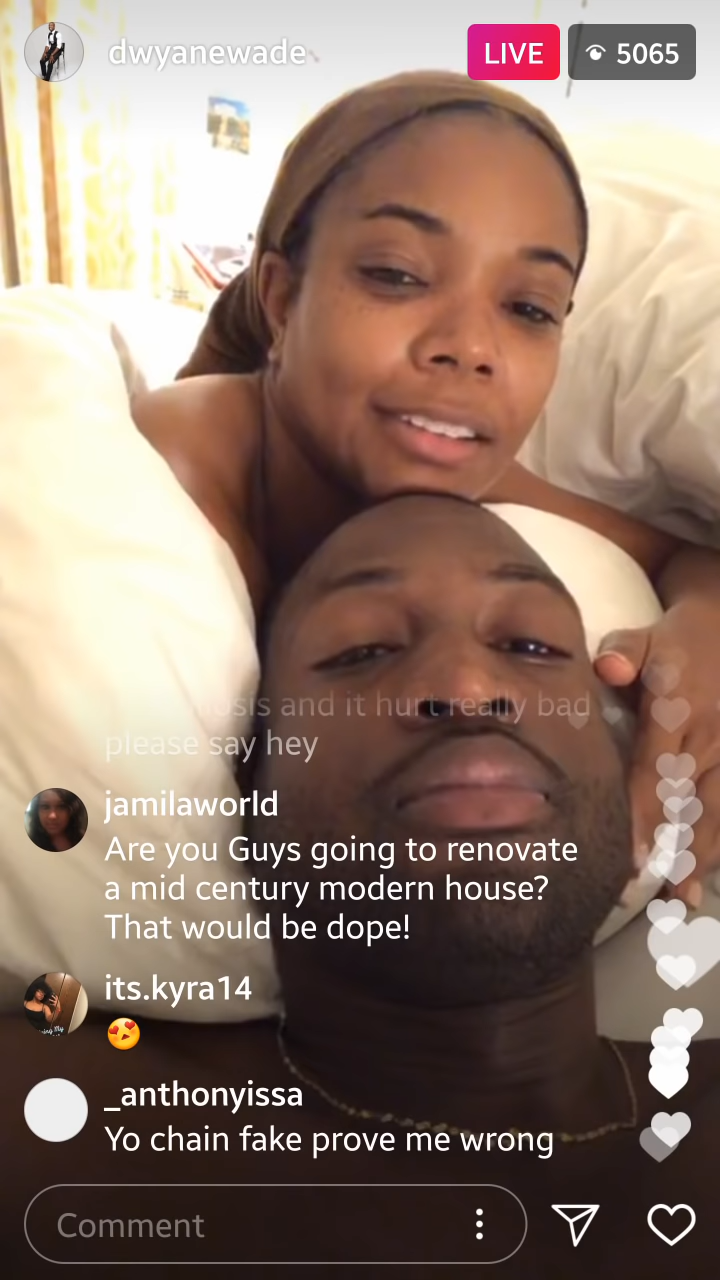 dwyanewade
LIVE
5065
and it hurt really bad
please say hey
jamilaworld
Are you Guys going to renovate
a mid century modern house?
That would be dope!
its.kyra14
😍
_anthonyissa
Yo chain fake prove me wrong
Comment